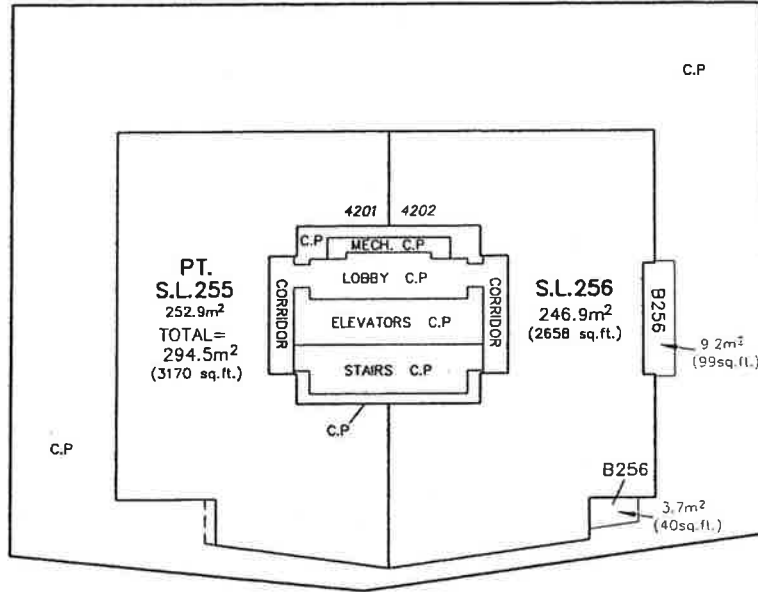 C.P
4201 4202
C.P
MECH. C.P
LOBBY C.P
CORRIDOR
ELEVATORS C.P
CORRIDOR
STAIRS C.P
C.P
PT.
S.L.255
252.9m²
TOTAL=
294.5m²
(3170 sq.ft.)
S.L.256
246.9m²
(2658 sq.ft.)
B256
9.2m²
(99sq.ft.)
C.P
B256
3.7m²
(40sq.ft.)